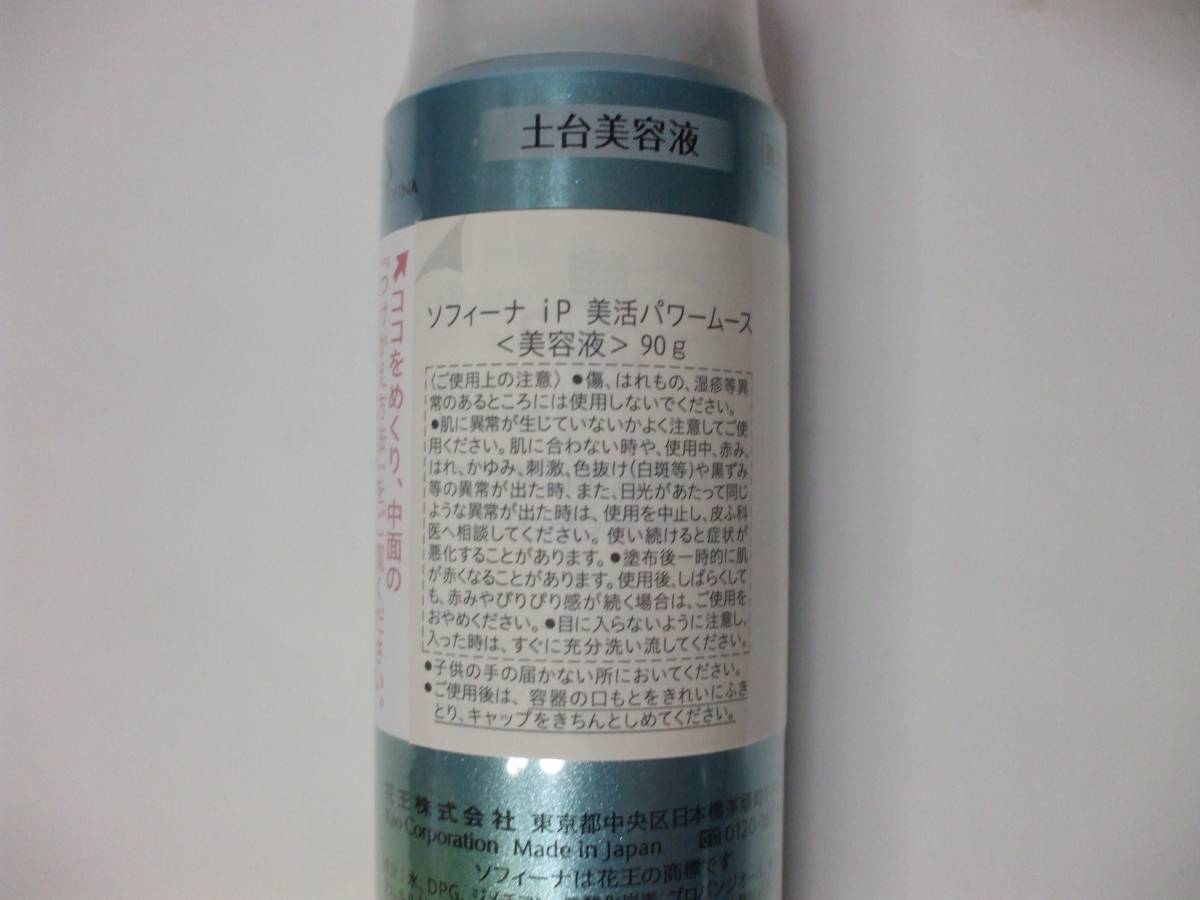 土台美容液
ソフィーナ iP 美活パワームース
＜美容液＞ 90g
〈ご使用上の注意〉●傷、はれもの、湿疹等異
常のあるところには使用しないでください。
●肌に異常が生じていないかよく注意してご使
用ください。肌に合わない時や、使用中、赤み、
はれ、かゆみ、刺激、色抜け(白斑等)や黒ずみ
等の異常が出た時、また、日光があたって同じ
ような異常が出た時は、使用を中止し、皮ふ科
医へ相談してください。使い続けると症状が
悪化することがあります。●塗布後一時的に肌
が赤くなることがあります。使用後、しばらくして
も、赤みやぴりぴり感が続く場合は、ご使用を
おやめください。●目に入らないように注意し、
入った時は、すぐに充分洗い流してください。
●子供の手の届かない所においてください。
●ご使用後は、容器の口もとをきれいにふき
とり、キャップをきちんとしめてください。
➚ココをめくり、中面の
花王株式会社 東京都中央区日本橋茅場町
Kao Corporation Made in Japan 0120-1
ソフィーナは花王の商標です
水、DPG、